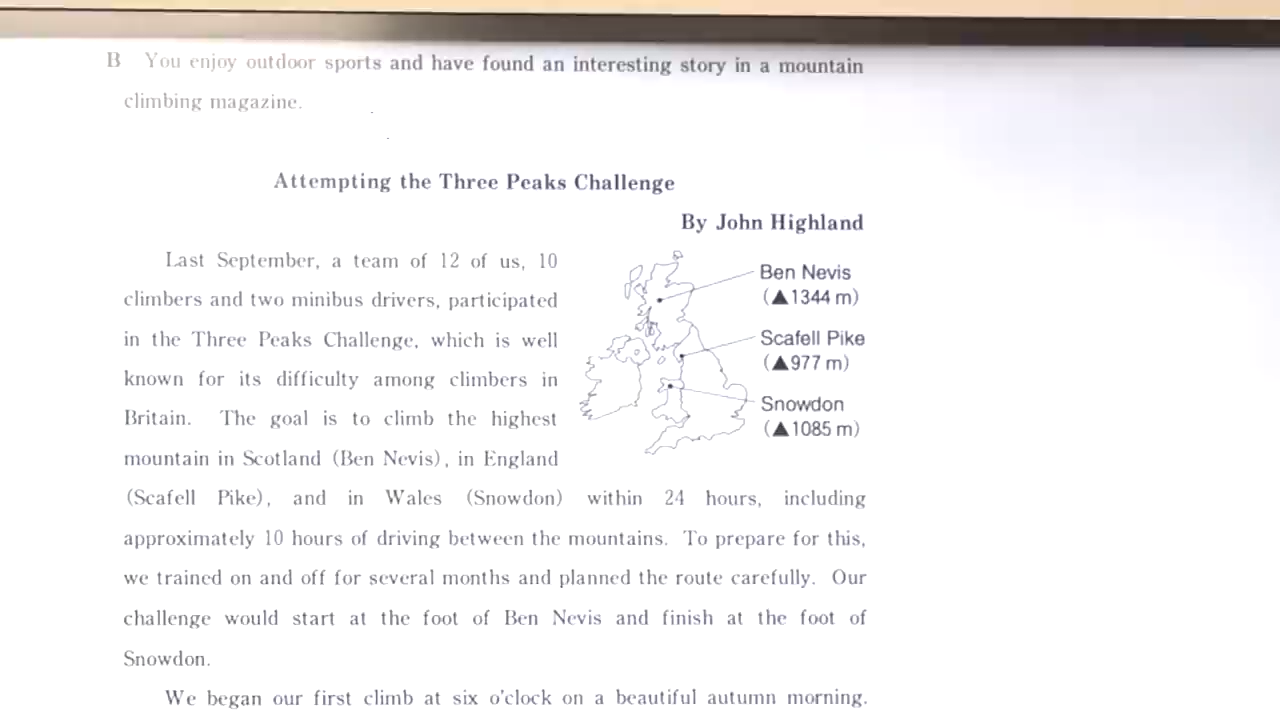 B You enjoy outdoor sports and have found an interesting story in a mountain
climbing magazine.
Attempting the Three Peaks Challenge
By John Highland
Last September, a team of 12 of us, 10
climbers and two minibus drivers, participated
in the Three Peaks Challenge, which is well
known for its difficulty among climbers in
Britain. The goal is to climb the highest
mountain in Scotland (Ben Nevis), in England
Ben Nevis
(▲1344 m)
Scafell Pike
(▲977 m)
Snowdon
(▲1085 m)
(Scafell Pike), and in Wales (Snowdon) within 24 hours, including
approximately 10 hours of driving between the mountains. To prepare for this,
we trained on and off for several months and planned the route carefully. Our
challenge would start at the foot of Ben Nevis and finish at the foot of
Snowdon.
We began our first climb at six o'clock on a beautiful autumn morning.